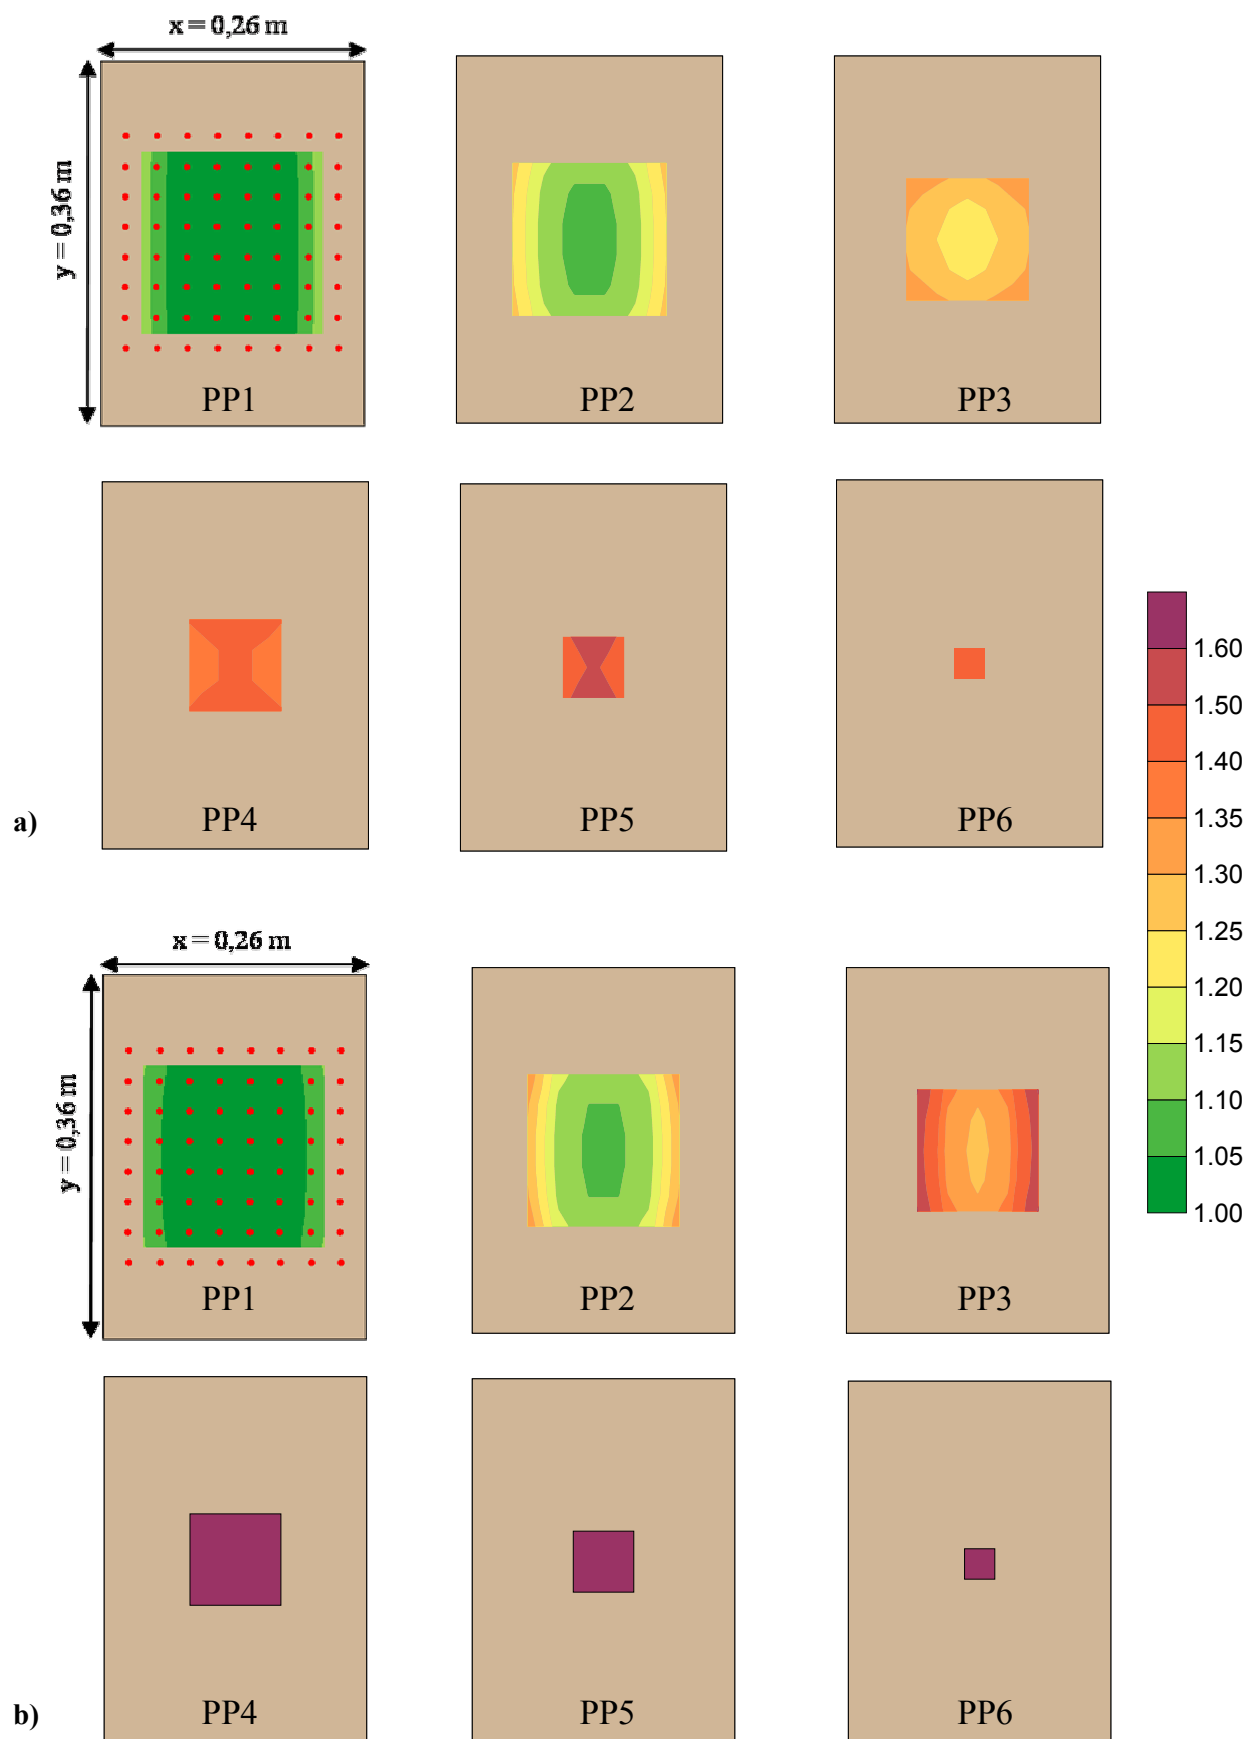 x = 0,26 m
y = 0,36 m
PP1
PP2
PP3
PP4
PP5
PP6
a)
1.60
1.50
1.40
1.35
1.30
1.25
1.20
1.15
1.10
1.05
1.00
x = 0,26 m
y = 0,36 m
PP1
PP2
PP3
PP4
PP5
PP6
b)